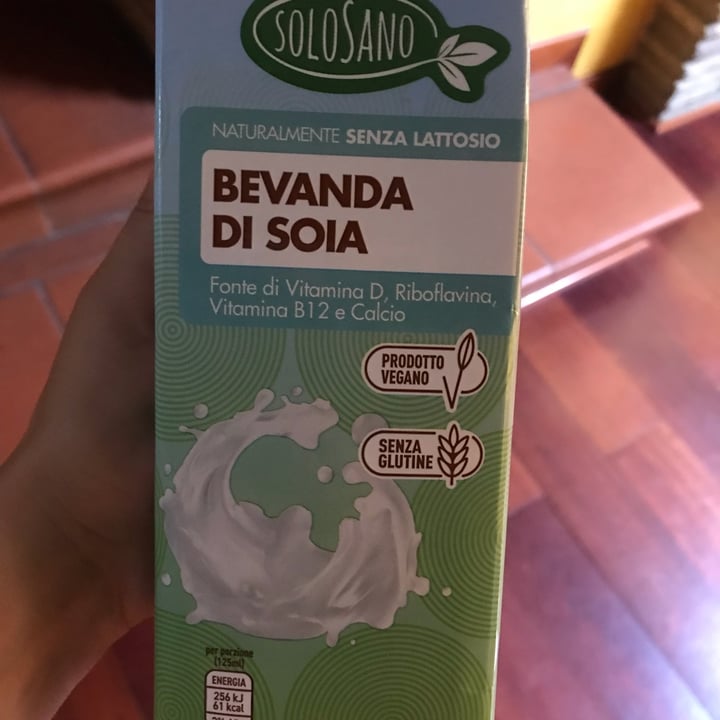 SOLOSANO
NATURALMENTE SENZA LATTOSIO
BEVANDA
DI SOIA
Fonte di Vitamina D, Riboflavina,
Vitamina B12 e Calcio
PRODOTTO
VEGANO
SENZA
GLUTINE
per porzione
(125ml)
ENERGIA
256 kJ
61 kcal